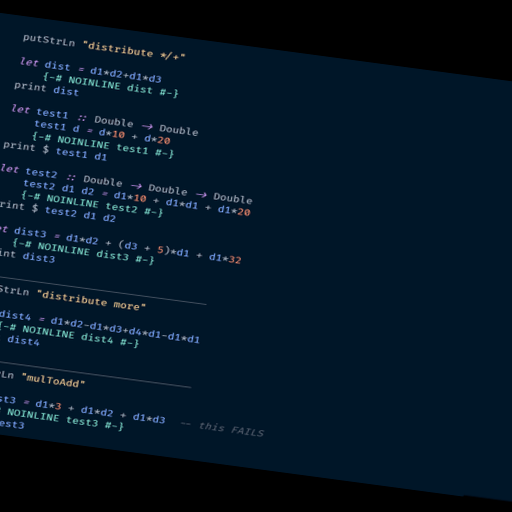 putStrLn "distribute */+"
let dist = d1*d2+d1*d3
{-# NOINLINE dist #-}
print dist
let test1 :: Double → Double
test1 d = d*10 + d*20
{-# NOINLINE test1 #-}
print $ test1 d1
let test2 :: Double → Double → Double
test2 d1 d2 = d1*10 + d1*d1 + d1*20
{-# NOINLINE test2 #-}
rint $ test2 d1 d2
et dist3 = d1*d2 + (d3 + 5)*d1 + d1*32
{-# NOINLINE dist3 #-}
int dist3
StrLn "distribute more"
dist4 = d1*d2-d1*d3+d4*d1-d1*d1
{-# NOINLINE dist4 #-}
dist4
rLn "mulToAdd"
st3 = d1*3 + d1*d2 + d1*d3 -- this FAILS
# NOINLINE test3 #-}
est3